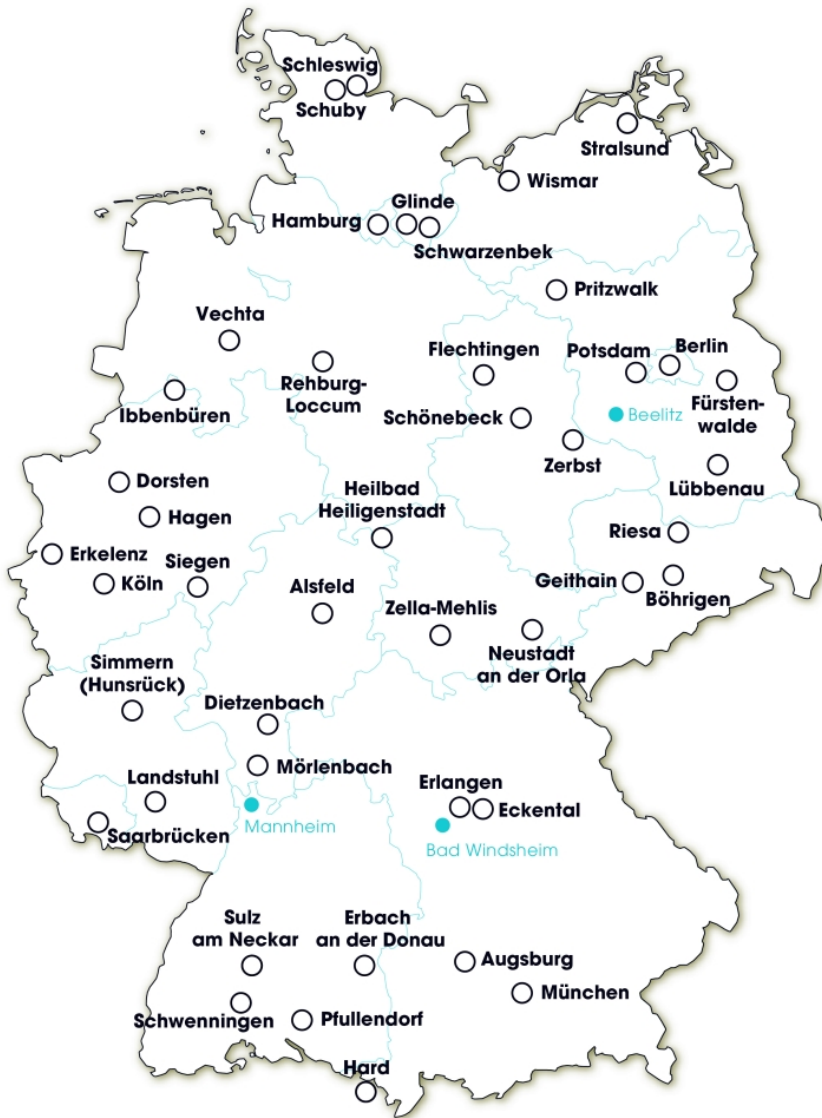 Schleswig
Schuby
Stralsund
Wismar
Glinde
Hamburg
Schwarzenbek
Pritzwalk
Vechta
Flechtingen
Potsdam
Berlin
Rehburg-
Loccum
Ibbenbüren
Schönebeck
Beelitz
Fürsten-
walde
Zerbst
Lübbenau
Dorsten
Heilbad
Heiligenstadt
Hagen
Riesa
Erkelenz
Siegen
Köln
Alsfeld
Geithain
Böhrigen
Zella-Mehlis
Neustadt
an der Orla
Simmern
(Hunsrück)
Dietzenbach
Mörlenbach
Landstuhl
Erlangen
Eckental
Mannheim
Saarbrücken
Bad Windsheim
Sulz
am Neckar
Erbach
an der Donau
Augsburg
München
Schwenningen
Pfullendorf
Hard